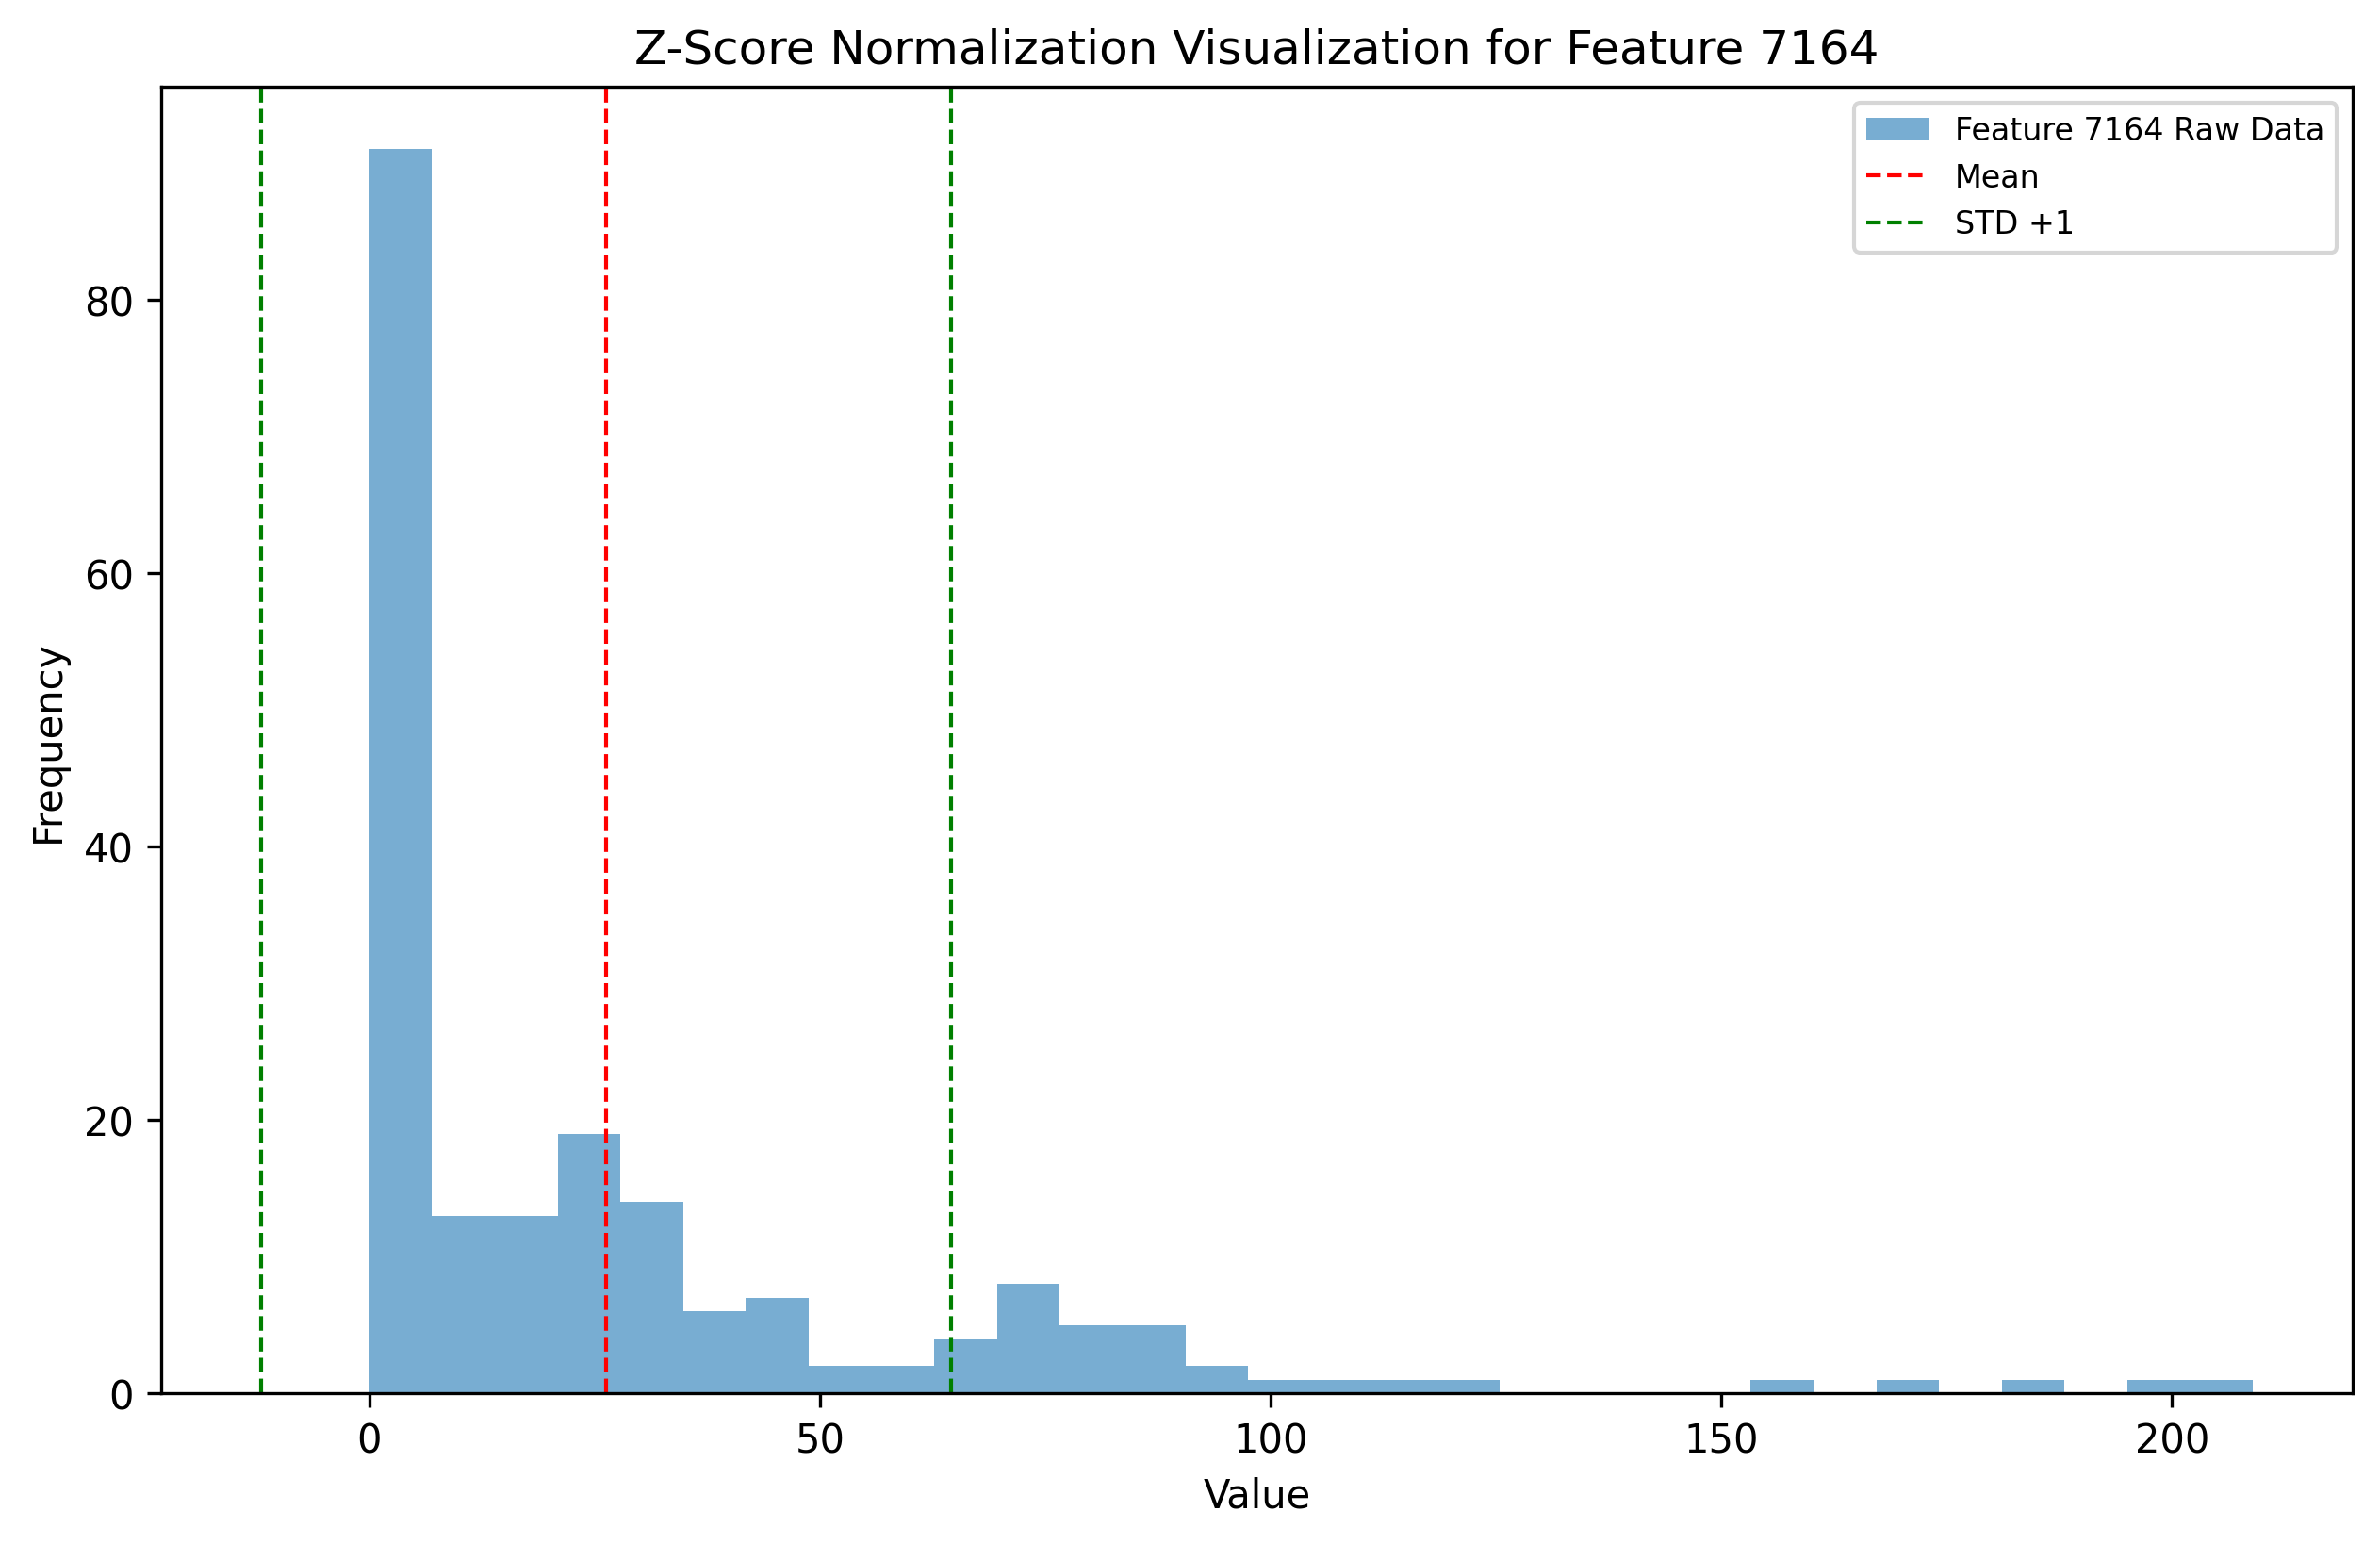 Z-Score Normalization Visualization for Feature 7164
Feature 7164 Raw Data
Mean
STD +1
80
60
40
20
0
Frequency
0 50 100 150 200
Value